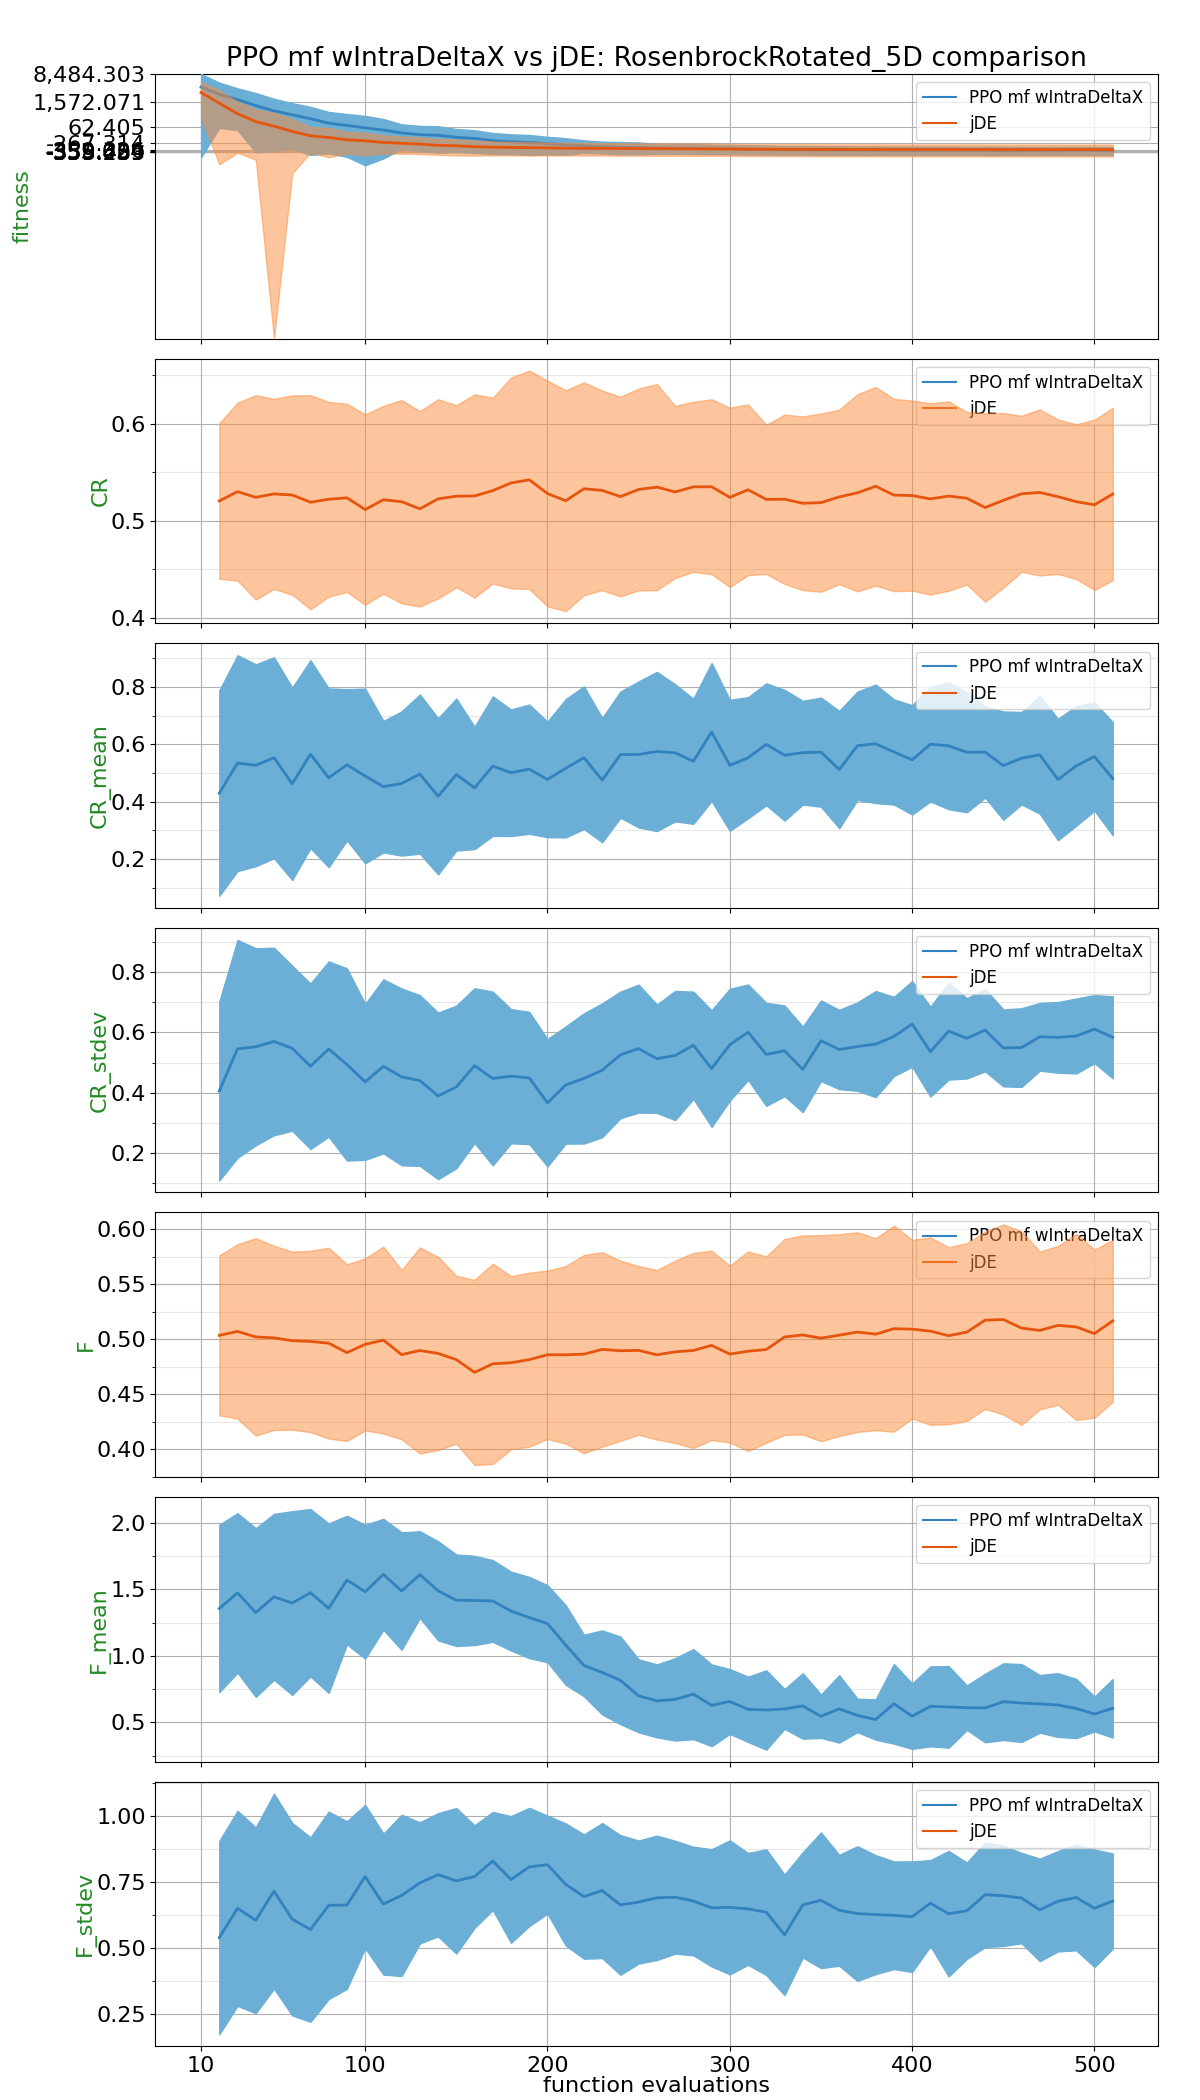 PPO mf wIntraDeltaX vs jDE: RosenbrockRotated_5D comparison
8,484.303
1,572.071
62.405
fitness
PPO mf wIntraDeltaX
jDE
0.6
0.5
0.4
CR
PPO mf wIntraDeltaX
jDE
0.8
0.6
0.4
0.2
CR_mean
PPO mf wIntraDeltaX
jDE
0.8
0.6
0.4
0.2
CR_stdev
PPO mf wIntraDeltaX
jDE
0.60
0.55
0.50
0.45
0.40
F
PPO mf wIntraDeltaX
jDE
2.0
1.5
1.0
0.5
F_mean
PPO mf wIntraDeltaX
jDE
1.00
0.75
0.50
0.25
F_stdev
PPO mf wIntraDeltaX
jDE
10 100 200 300 400 500
function evaluations